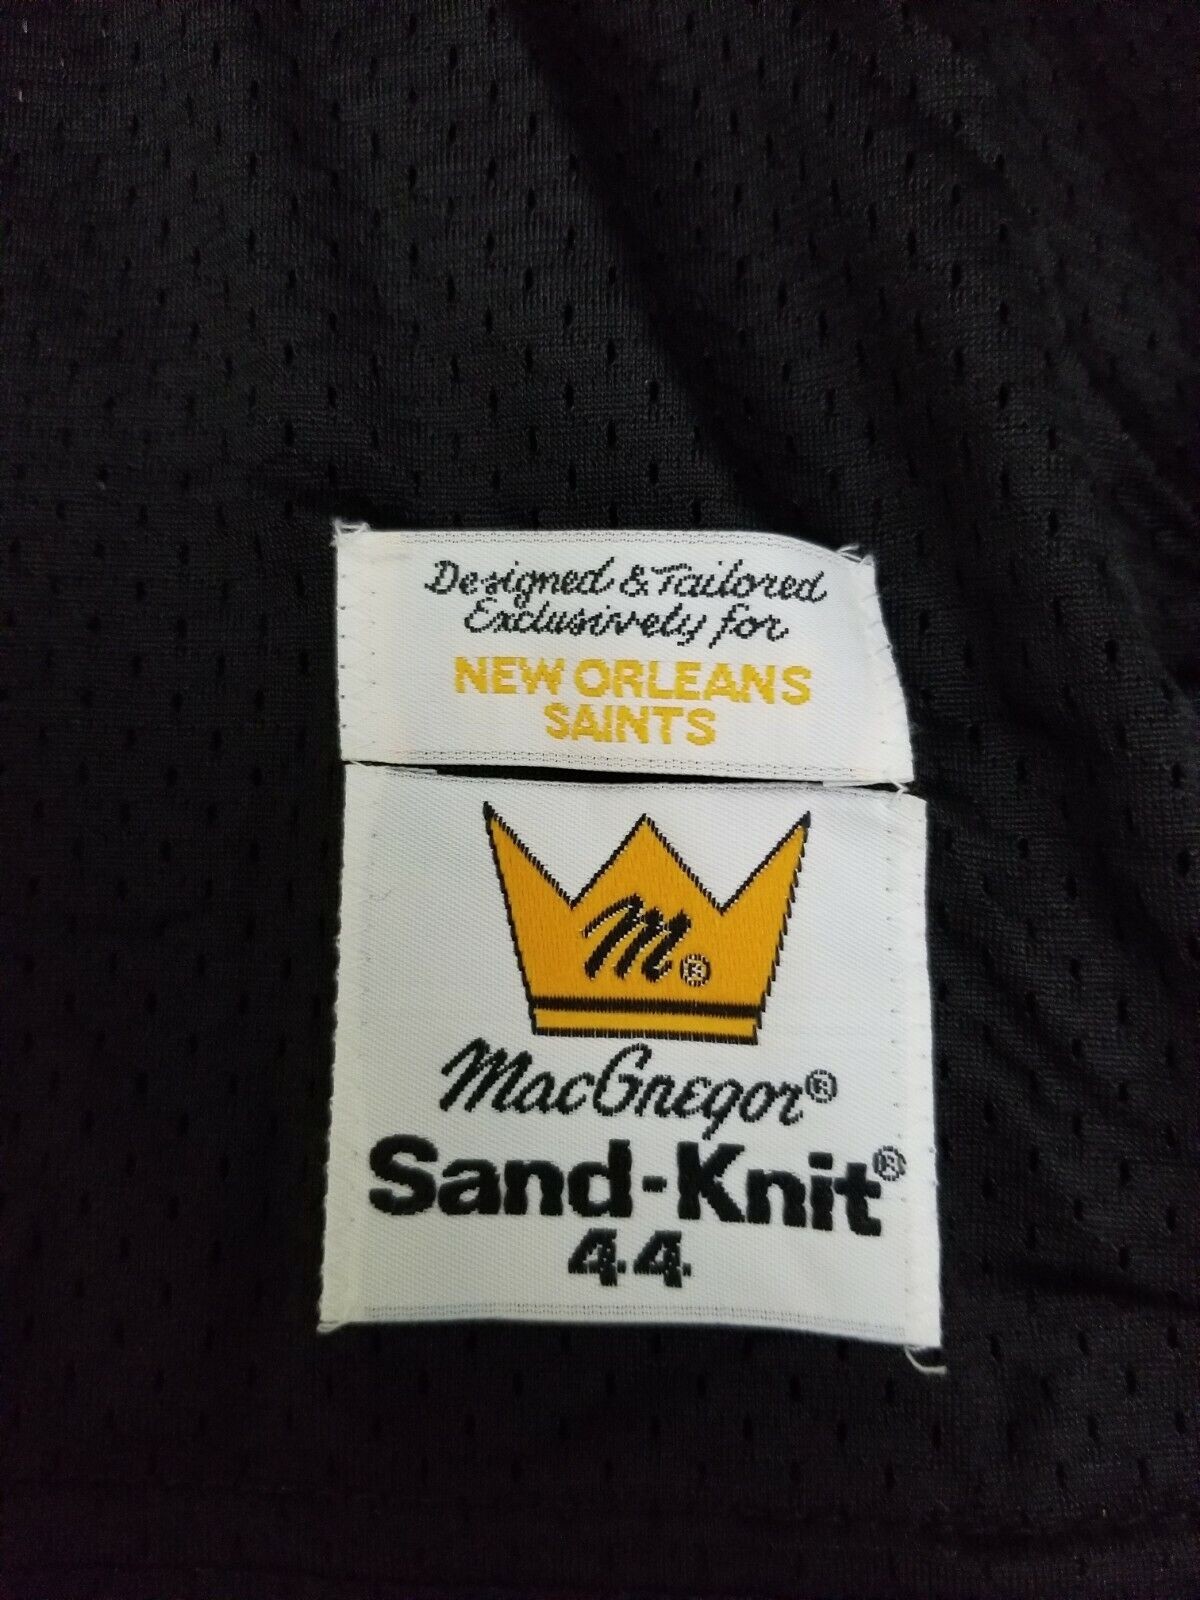 Designed & Tailored
Exclusively for
NEW ORLEANS
SAINTS
M®
MacGregor®
Sand-Knit®
44